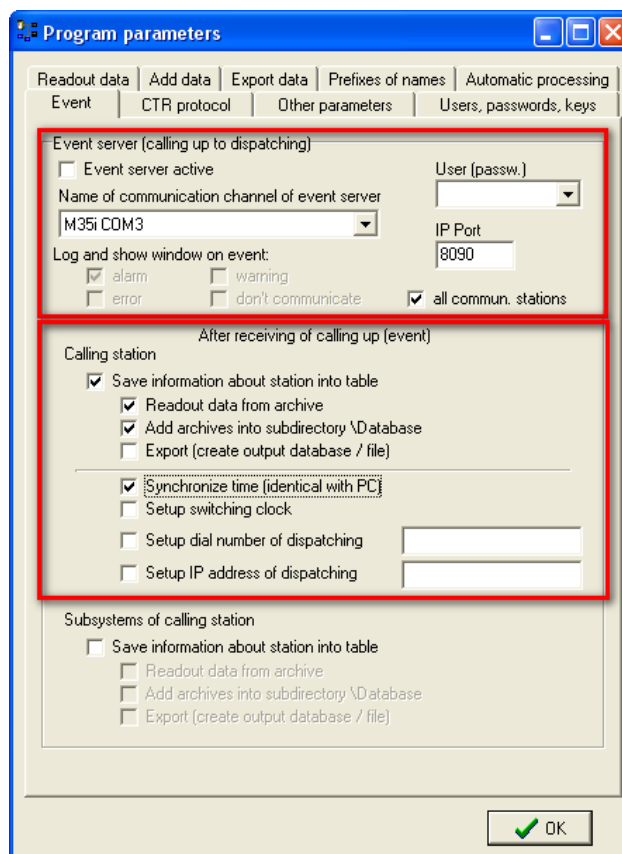 Program parameters
Readout data Add data Export data Prefixes of names Automatic processing
Event CTR protocol Other parameters Users, passwords, keys
Event server (calling up to dispatching)
Event server active User (passw.)
Name of communication channel of event server
M35i COM3
IP Port
8090
Log and show window on event:
alarm warning
error don't communicate all commun. stations
After receiving of calling up (event)
Calling station
Save information about station into table
Readout data from archive
Add archives into subdirectory \Database
Export (create output database / file)
Synchronize time (identical with PC)
Setup switching clock
Setup dial number of dispatching
Setup IP address of dispatching
Subsystems of calling station
Save information about station into table
Readout data from archive
Add archives into subdirectory \Database
Export (create output database / file)
OK